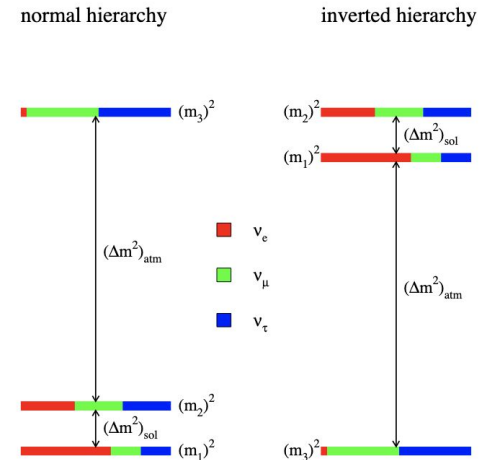 normal hierarchy
inverted hierarchy
(m₃)²
(m₂)²
(Δm²)sol
(m₁)²
(Δm²)atm
νe
νμ
ντ
(Δm²)atm
(m₂)²
(Δm²)sol
(m₁)²
(m₃)²